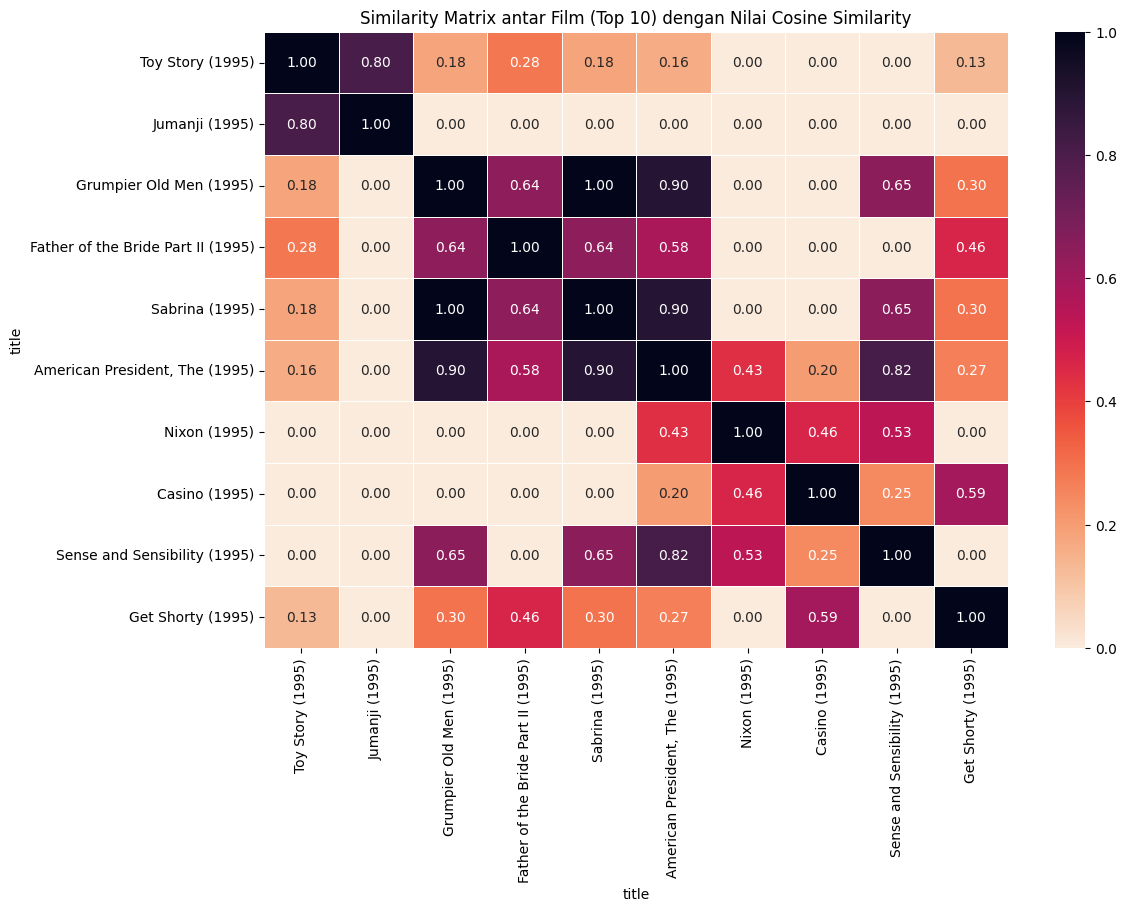 Similarity Matrix antar Film (Top 10) dengan Nilai Cosine Similarity
title
Toy Story (1995) 1.00 0.80 0.18 0.28 0.18 0.16 0.00 0.00 0.00 0.13
Jumanji (1995) 0.80 1.00 0.00 0.00 0.00 0.00 0.00 0.00 0.00 0.00
Grumpier Old Men (1995) 0.18 0.00 1.00 0.64 1.00 0.90 0.00 0.00 0.65 0.30
Father of the Bride Part II (1995) 0.28 0.00 0.64 1.00 0.64 0.58 0.00 0.00 0.00 0.46
Sabrina (1995) 0.18 0.00 1.00 0.64 1.00 0.90 0.00 0.00 0.65 0.30
American President, The (1995) 0.16 0.00 0.90 0.58 0.90 1.00 0.43 0.20 0.82 0.27
Nixon (1995) 0.00 0.00 0.00 0.00 0.00 0.43 1.00 0.46 0.53 0.00
Casino (1995) 0.00 0.00 0.00 0.00 0.00 0.20 0.46 1.00 0.25 0.59
Sense and Sensibility (1995) 0.00 0.00 0.65 0.00 0.65 0.82 0.53 0.25 1.00 0.00
Get Shorty (1995) 0.13 0.00 0.30 0.46 0.30 0.27 0.00 0.59 0.00 1.00
Toy Story (1995)
Jumanji (1995)
Grumpier Old Men (1995)
Father of the Bride Part II (1995)
Sabrina (1995)
American President, The (1995)
Nixon (1995)
Casino (1995)
Sense and Sensibility (1995)
Get Shorty (1995)
title
1.0
0.8
0.6
0.4
0.2
0.0